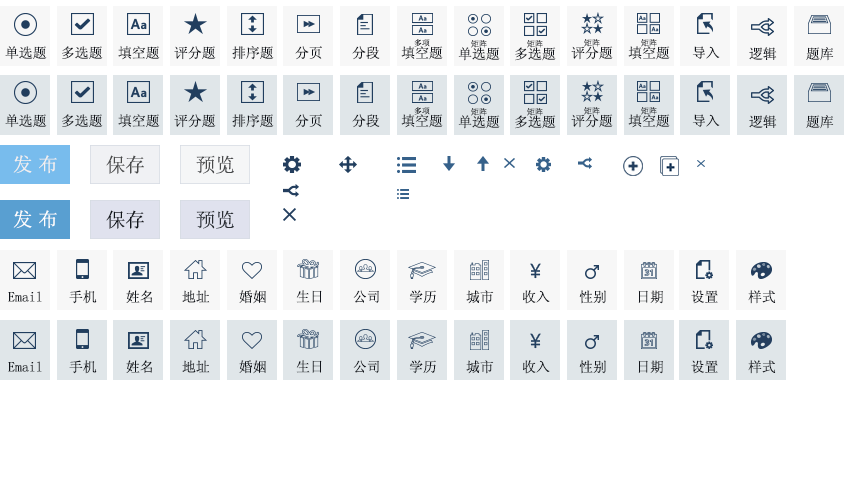 单选题 多选题 填空题 评分题 排序题 分页 分段 多项填空题 矩阵单选题 矩阵多选题 矩阵评分题 矩阵填空题 导入 逻辑 题库
单选题 多选题 填空题 评分题 排序题 分页 分段 多项填空题 矩阵单选题 矩阵多选题 矩阵评分题 矩阵填空题 导入 逻辑 题库
发 布 保存 预览
发 布 保存 预览
Email 手机 姓名 地址 婚姻 生日 公司 学历 城市 收入 性别 日期 设置 样式
Email 手机 姓名 地址 婚姻 生日 公司 学历 城市 收入 性别 日期 设置 样式